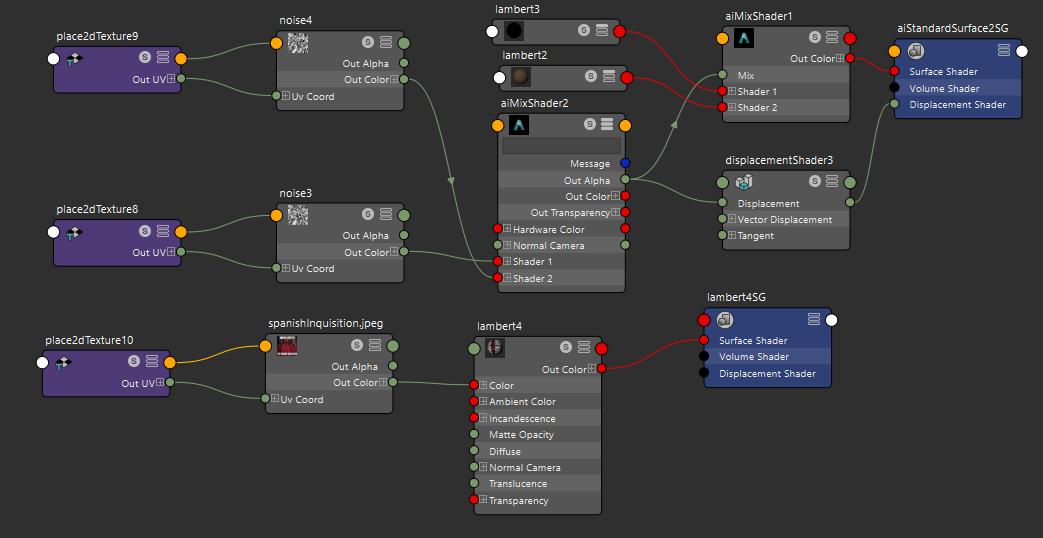 place2dTexture9
S
Out UV
noise4
S
Out Alpha
Out Color
Uv Coord
lambert3
S
lambert2
S
aiMixShader2
S
Message
Out Alpha
Out Color
Out Transparency
Hardware Color
Normal Camera
Shader 1
Shader 2
aiMixShader1
S
Out Color
Mix
Shader 1
Shader 2
aiStandardSurface2SG
Surface Shader
Volume Shader
Displacement Shader
displacementShader3
S
Displacement
Vector Displacement
Tangent
place2dTexture8
S
Out UV
noise3
S
Out Alpha
Out Color
Uv Coord
place2dTexture10
S
Out UV
spanishInquisition.jpeg
S
Out Alpha
Out Color
Uv Coord
lambert4
S
Out Color
Color
Ambient Color
Incandescence
Matte Opacity
Diffuse
Normal Camera
Translucence
Transparency
lambert4SG
Surface Shader
Volume Shader
Displacement Shader